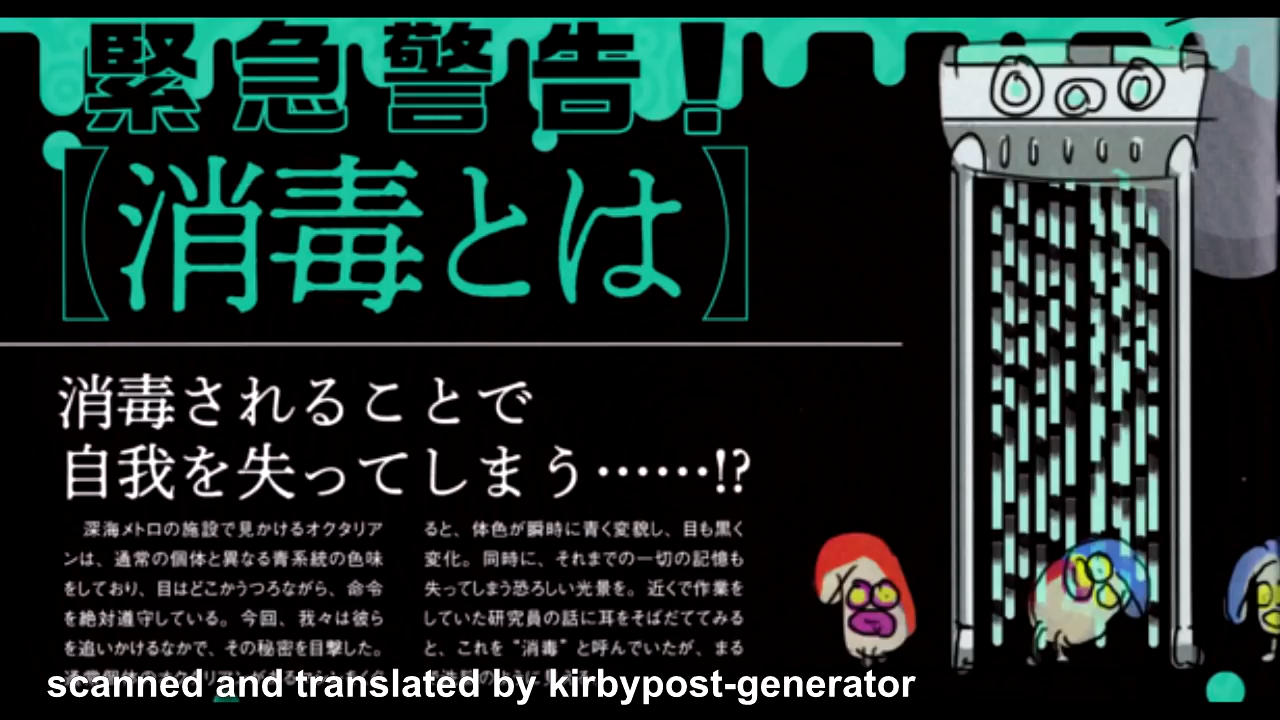 緊急警告!
【消毒とは】
消毒されることで
自我を失ってしまう……!?
深海メトロの施設で見かけるオクタリア
ンは、通常の個体と異なる青系統の色味
をしており、目はどこかうつろながら、命令
を絶対遵守している。今回、我々は彼ら
を追いかけるなかで、その秘密を目撃した。
ると、体色が瞬時に青く変貌し、目も黒く
変化。同時に、それまでの一切の記憶も
失ってしまう恐ろしい光景を。近くで作業を
していた研究員の話に耳をそばだててみる
と、これを“消毒”と呼んでいたが、まる
scanned and translated by kirbypost-generator